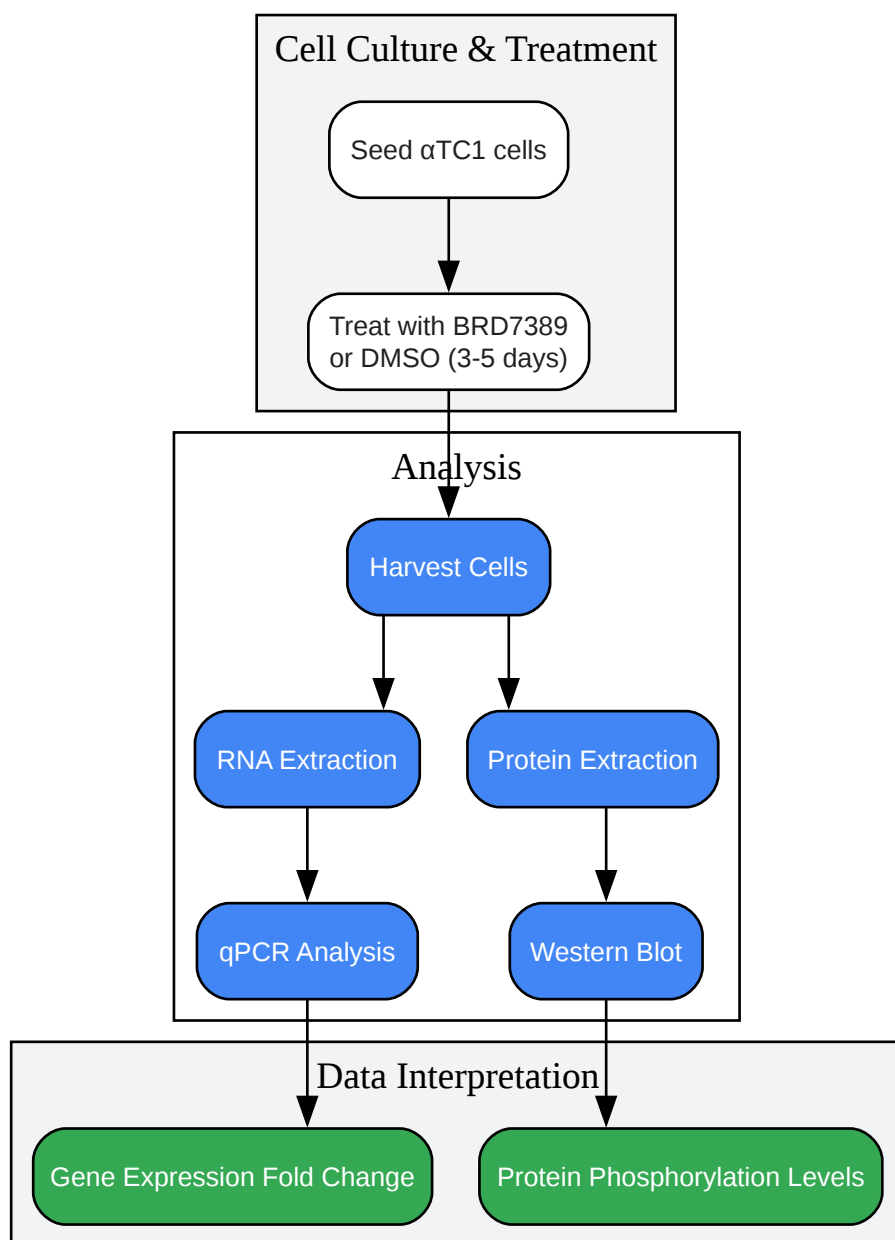 Cell Culture & Treatment
Seed αTC1 cells
Treat with BRD7389
or DMSO (3-5 days)
Analysis
Harvest Cells
RNA Extraction
Protein Extraction
qPCR Analysis
Western Blot
Data Interpretation
Gene Expression Fold Change
Protein Phosphorylation Levels